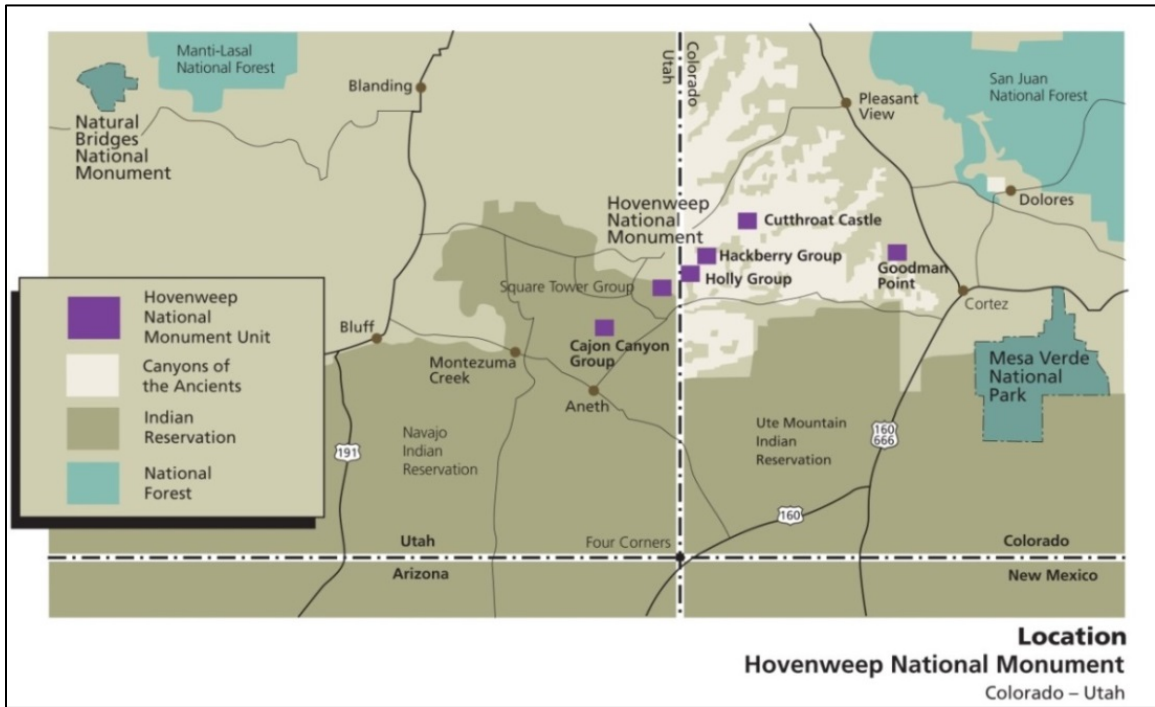 Manti-Lasal
National Forest
Blanding
Natural
Bridges
National
Monument
Utah
Colorado
Pleasant
View
San Juan
National Forest
Dolores
Hovenweep
National
Monument
Cutthroat Castle
Hackberry Group
Holly Group
Goodman
Point
Square Tower Group
Cortez
Cajon Canyon
Group
Bluff
Montezuma
Creek
Aneth
Mesa Verde
National
Park
Hovenweep
National
Monument Unit
Canyons of
the Ancients
Indian
Reservation
National
Forest
191
Navajo
Indian
Reservation
Ute Mountain
Indian
Reservation
160
666
160
Four Corners
Utah
Arizona
Colorado
New Mexico
Location
Hovenweep National Monument
Colorado – Utah